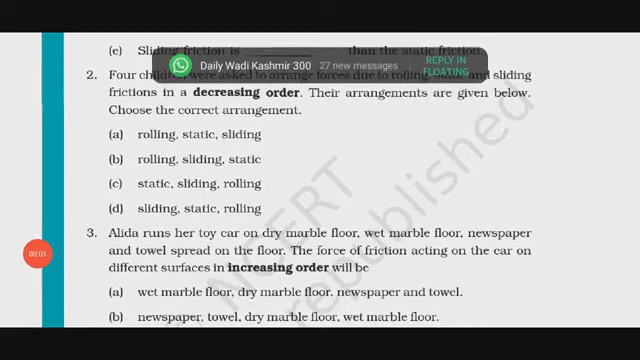 (e) Sliding friction is ____________ than the static friction.
Daily Wadi Kashmir 300 27 new messages REPLY IN
FLOATING
2. Four children were asked to arrange forces due to rolling, and sliding
frictions in a decreasing order. Their arrangements are given below.
Choose the correct arrangement.
(a) rolling, static, sliding
(b) rolling, sliding, static
(c) static, sliding, rolling
(d) sliding, static, rolling
3. Alida runs her toy car on dry marble floor, wet marble floor, newspaper
and towel spread on the floor. The force of friction acting on the car on
different surfaces in increasing order will be
00:01
(a) wet marble floor, dry marble floor, newspaper and towel.
(b) newspaper, towel, dry marble floor, wet marble floor.
© NCERT
republished